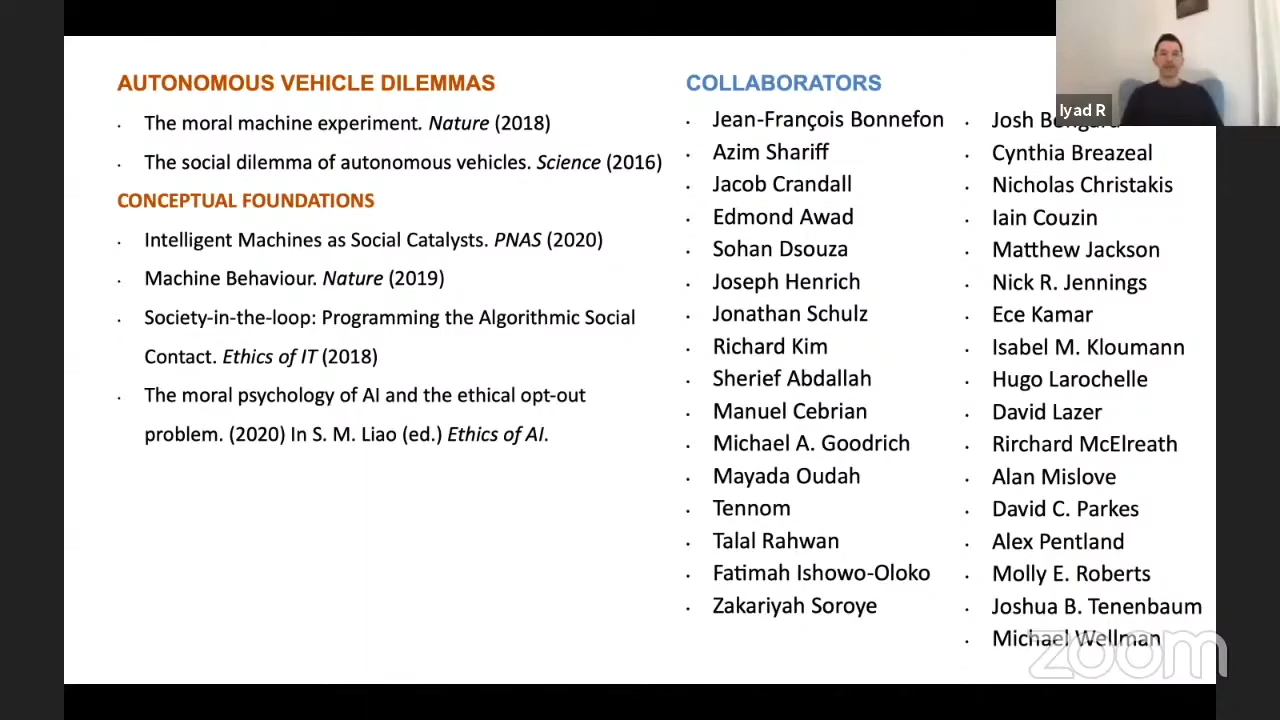 AUTONOMOUS VEHICLE DILEMMAS
· The moral machine experiment. Nature (2018)
· The social dilemma of autonomous vehicles. Science (2016)
CONCEPTUAL FOUNDATIONS
· Intelligent Machines as Social Catalysts. PNAS (2020)
· Machine Behaviour. Nature (2019)
· Society-in-the-loop: Programming the Algorithmic Social
Contact. Ethics of IT (2018)
· The moral psychology of AI and the ethical opt-out
problem. (2020) In S. M. Liao (ed.) Ethics of AI.
COLLABORATORS
· Jean-François Bonnefon
· Azim Shariff
· Jacob Crandall
· Edmond Awad
· Sohan Dsouza
· Joseph Henrich
· Jonathan Schulz
· Richard Kim
· Sherief Abdallah
· Manuel Cebrian
· Michael A. Goodrich
· Mayada Oudah
· Tennom
· Talal Rahwan
· Fatimah Ishowo-Oloko
· Zakariyah Soroye
· Josh
· Cynthia Breazeal
· Nicholas Christakis
· Iain Couzin
· Matthew Jackson
· Nick R. Jennings
· Ece Kamar
· Isabel M. Kloumann
· Hugo Larochelle
· David Lazer
· Rirchard McElreath
· Alan Mislove
· David C. Parkes
· Alex Pentland
· Molly E. Roberts
· Joshua B. Tenenbaum
· Michael Wellman
Iyad R
zoom